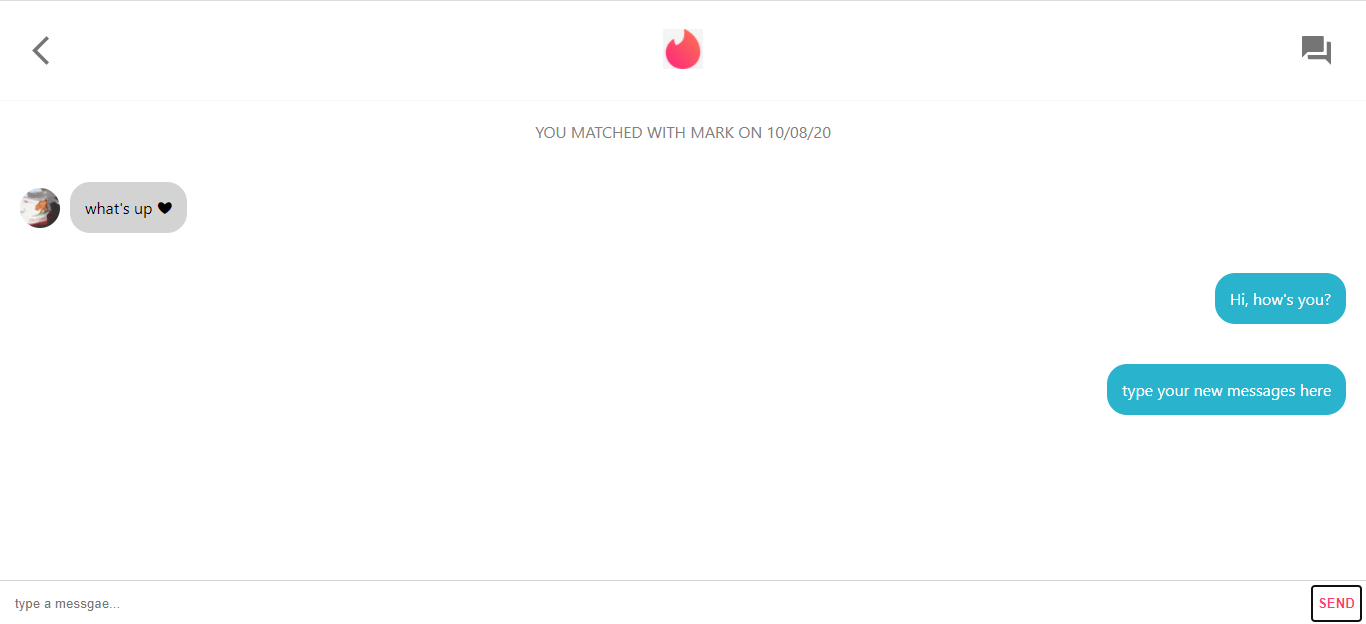 YOU MATCHED WITH MARK ON 10/08/20
what's up 🖤
Hi, how's you?
type your new messages here
type a messgae...
SEND